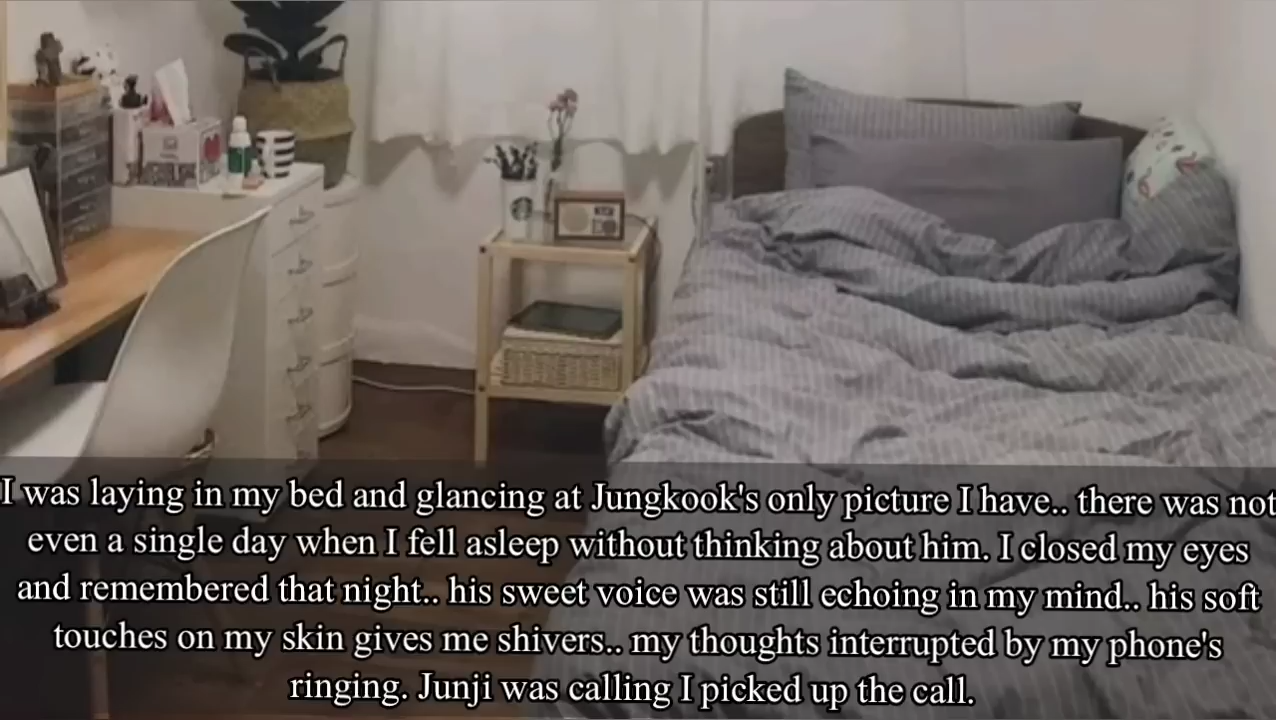 I was laying in my bed and glancing at Jungkook's only picture I have.. there was not
even a single day when I fell asleep without thinking about him. I closed my eyes
and remembered that night.. his sweet voice was still echoing in my mind.. his soft
touches on my skin gives me shivers.. my thoughts interrupted by my phone's
ringing. Junji was calling I picked up the call.